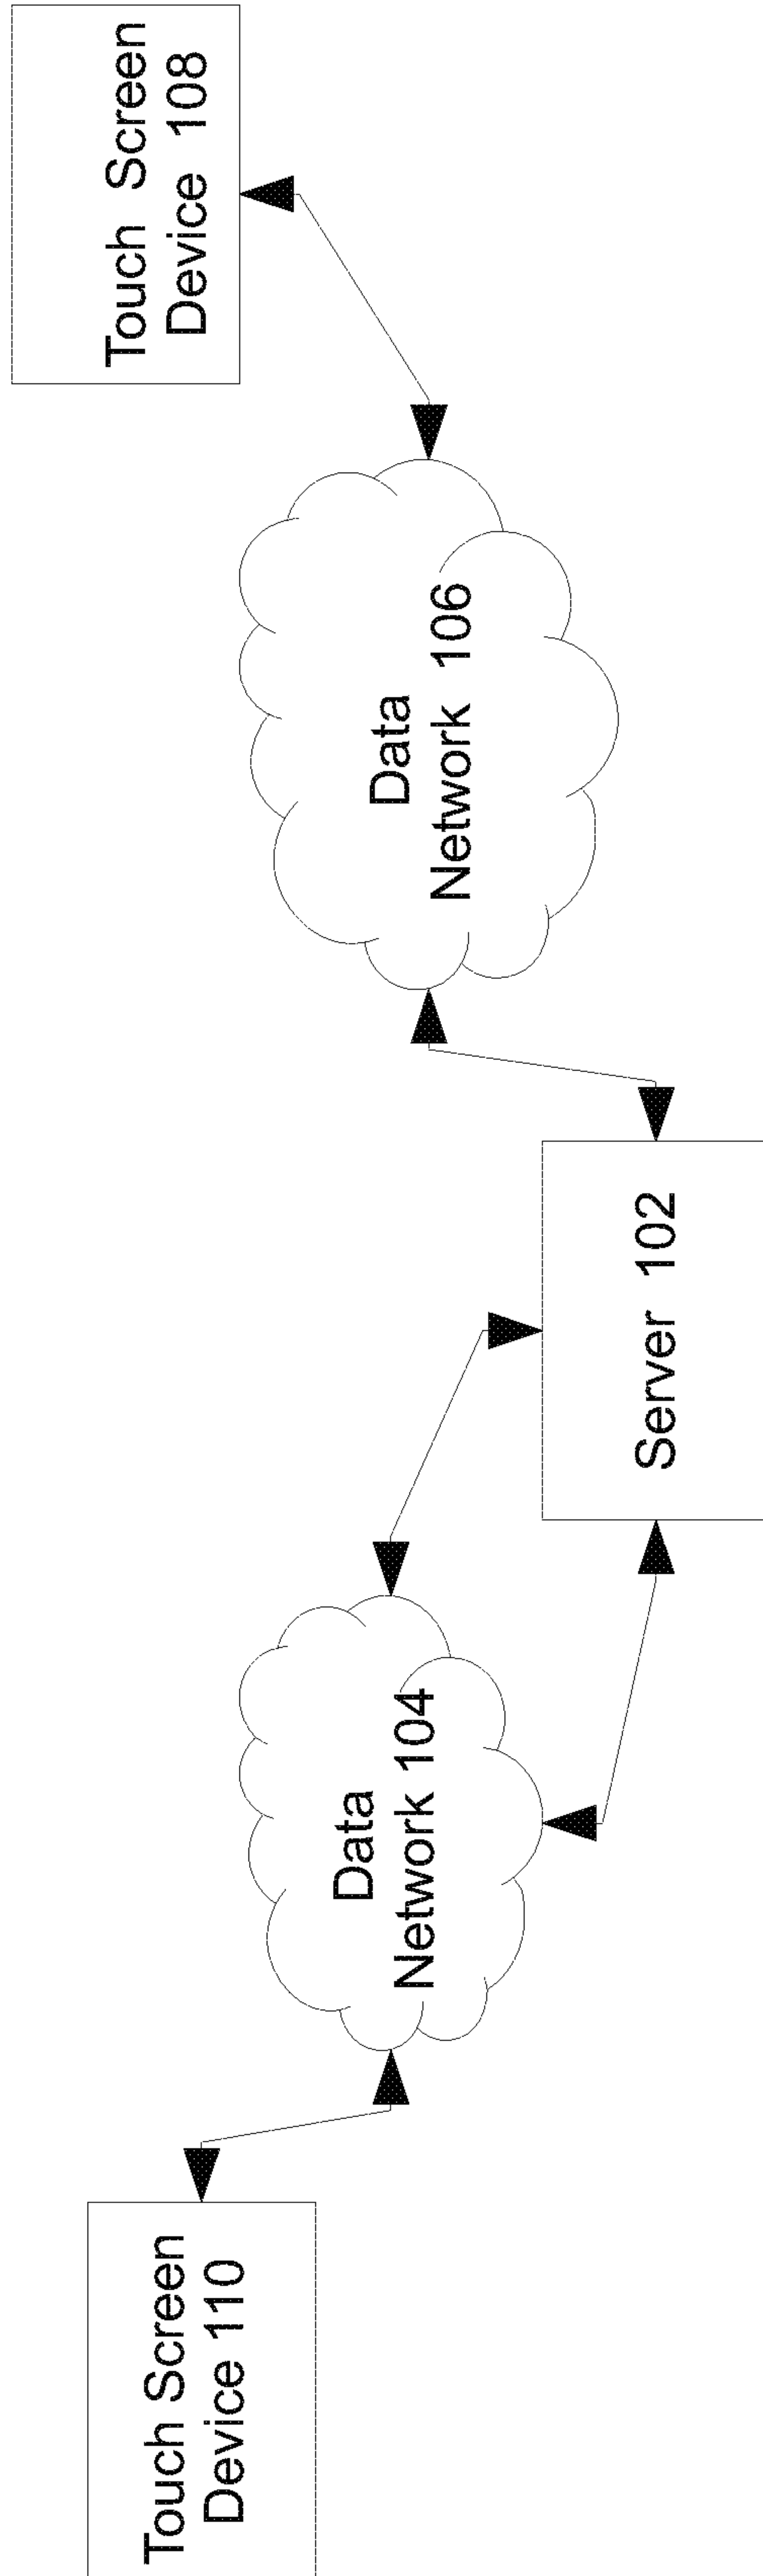 Touch Screen
Device 110
Data
Network 104
Server 102
Data
Network 106
Touch Screen
Device 108